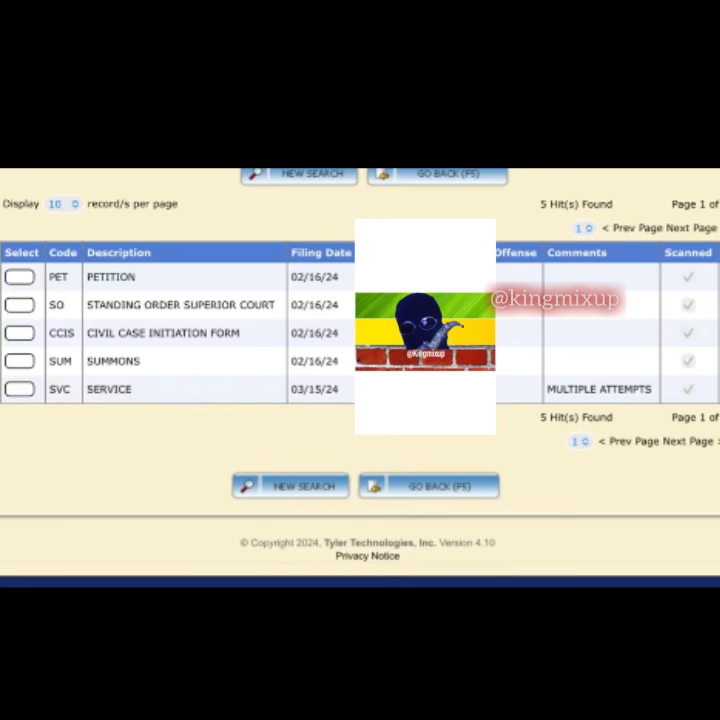 NEW SEARCH GO BACK (F5)
Display 10 record/s per page 5 Hit(s) Found Page 1 of
1 < Prev Page Next Page
Select Code Description Filing Date Offense Comments Scanned
PET PETITION 02/16/24
@kingmixup
SO STANDING ORDER SUPERIOR COURT 02/16/24
CCIS CIVIL CASE INITIATION FORM 02/16/24
@Kingmixup
SUM SUMMONS 02/16/24
SVC SERVICE 03/15/24 MULTIPLE ATTEMPTS
5 Hit(s) Found Page 1 of
1 < Prev Page Next Page >
NEW SEARCH GO BACK (F5)
© Copyright 2024, Tyler Technologies, Inc. Version 4.10
Privacy Notice